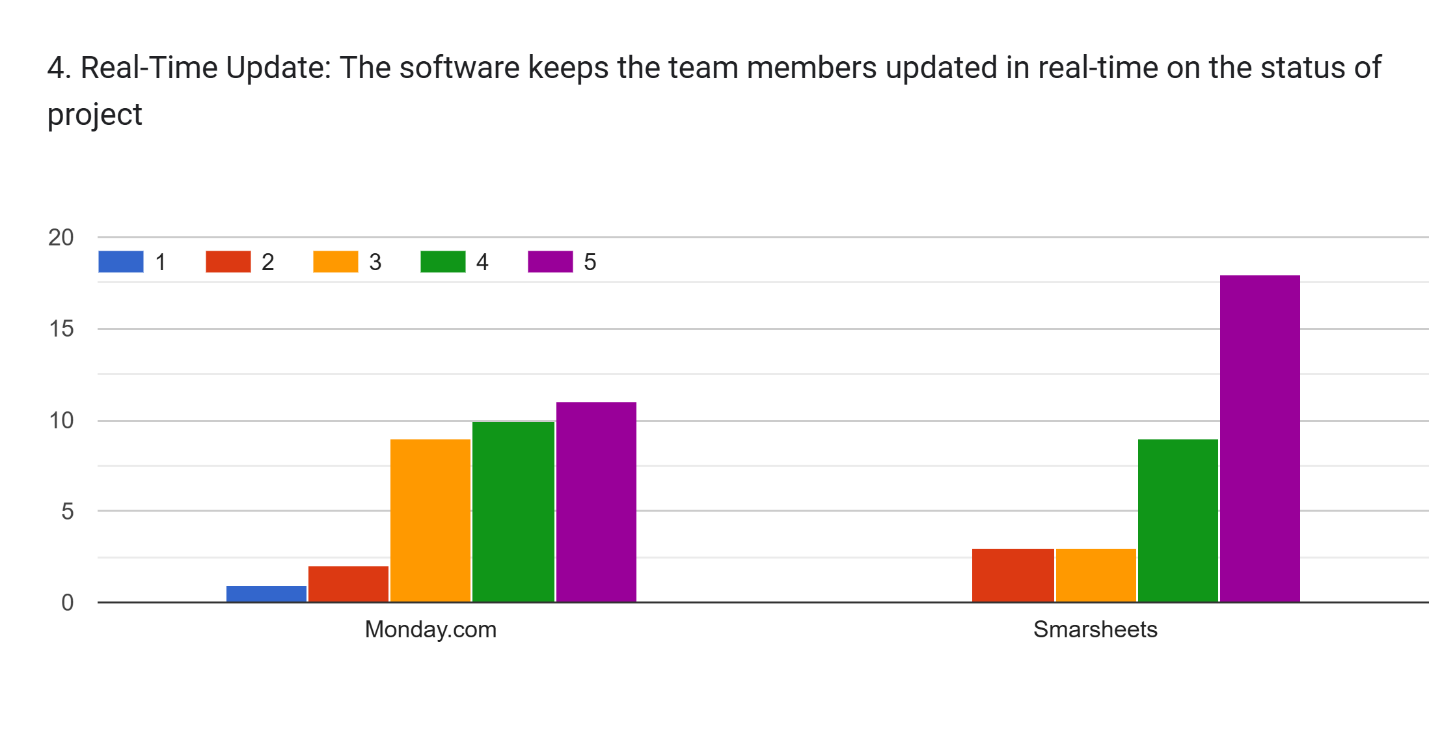 4. Real-Time Update: The software keeps the team members updated in real-time on the status of
project
20
1 2 3 4 5
15
10
5
0
Monday.com Smarsheets